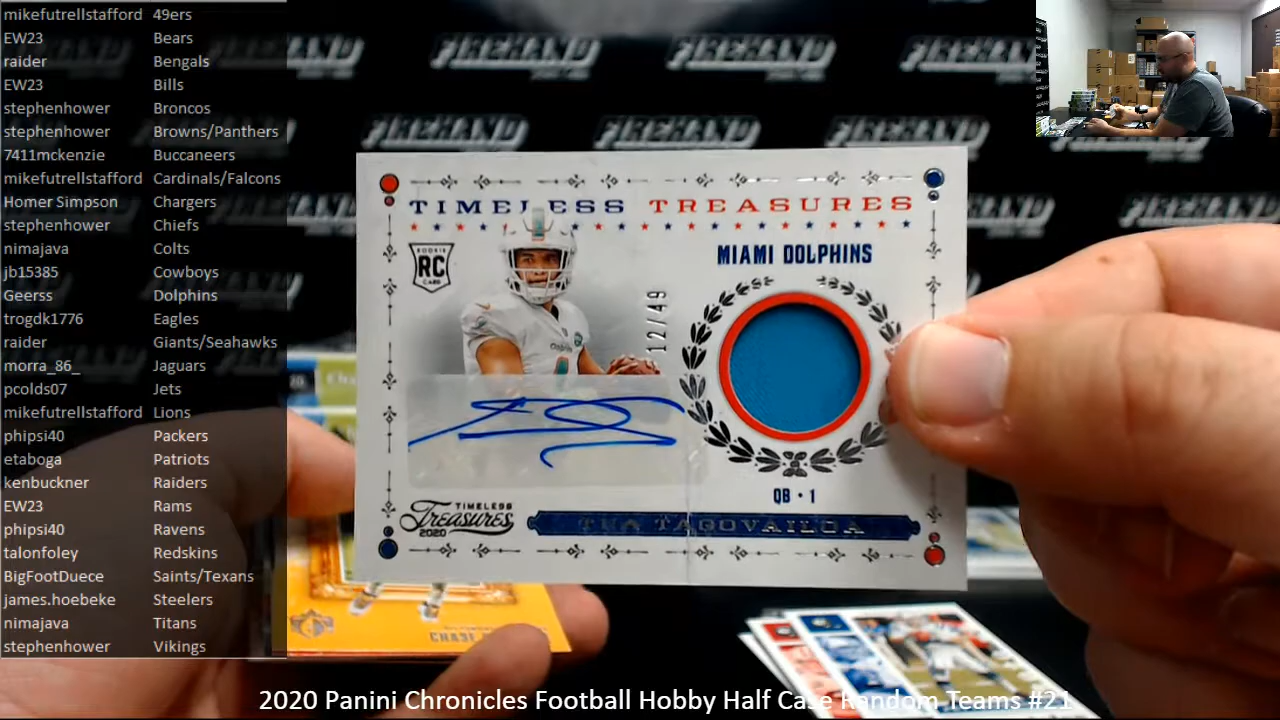 mikefutrellstafford 49ers
EW23 Bears
raider Bengals
EW23 Bills
stephenhower Broncos
stephenhower Browns/Panthers
7411mckenzie Buccaneers
mikefutrellstafford Cardinals/Falcons
Homer Simpson Chargers
stephenhower Chiefs
nimajava Colts
jb15385 Cowboys
Geerss Dolphins
trogdk1776 Eagles
raider Giants/Seahawks
morra_86_ Jaguars
pcolds07 Jets
mikefutrellstafford Lions
phipsi40 Packers
etaboga Patriots
kenbuckner Raiders
EW23 Rams
phipsi40 Ravens
talonfoley Redskins
BigFootDuece Saints/Texans
james.hoebeke Steelers
nimajava Titans
stephenhower Vikings
FIREHAND
TIMELESS TREASURES
ROOKIE
RC
CARD
MIAMI DOLPHINS
12/49
QB • 1
TIMELESS
Treasures
2020
TUA TAGOVAILOA
CHASE
2020 Panini Chronicles Football Hobby Half Case Random Teams #21